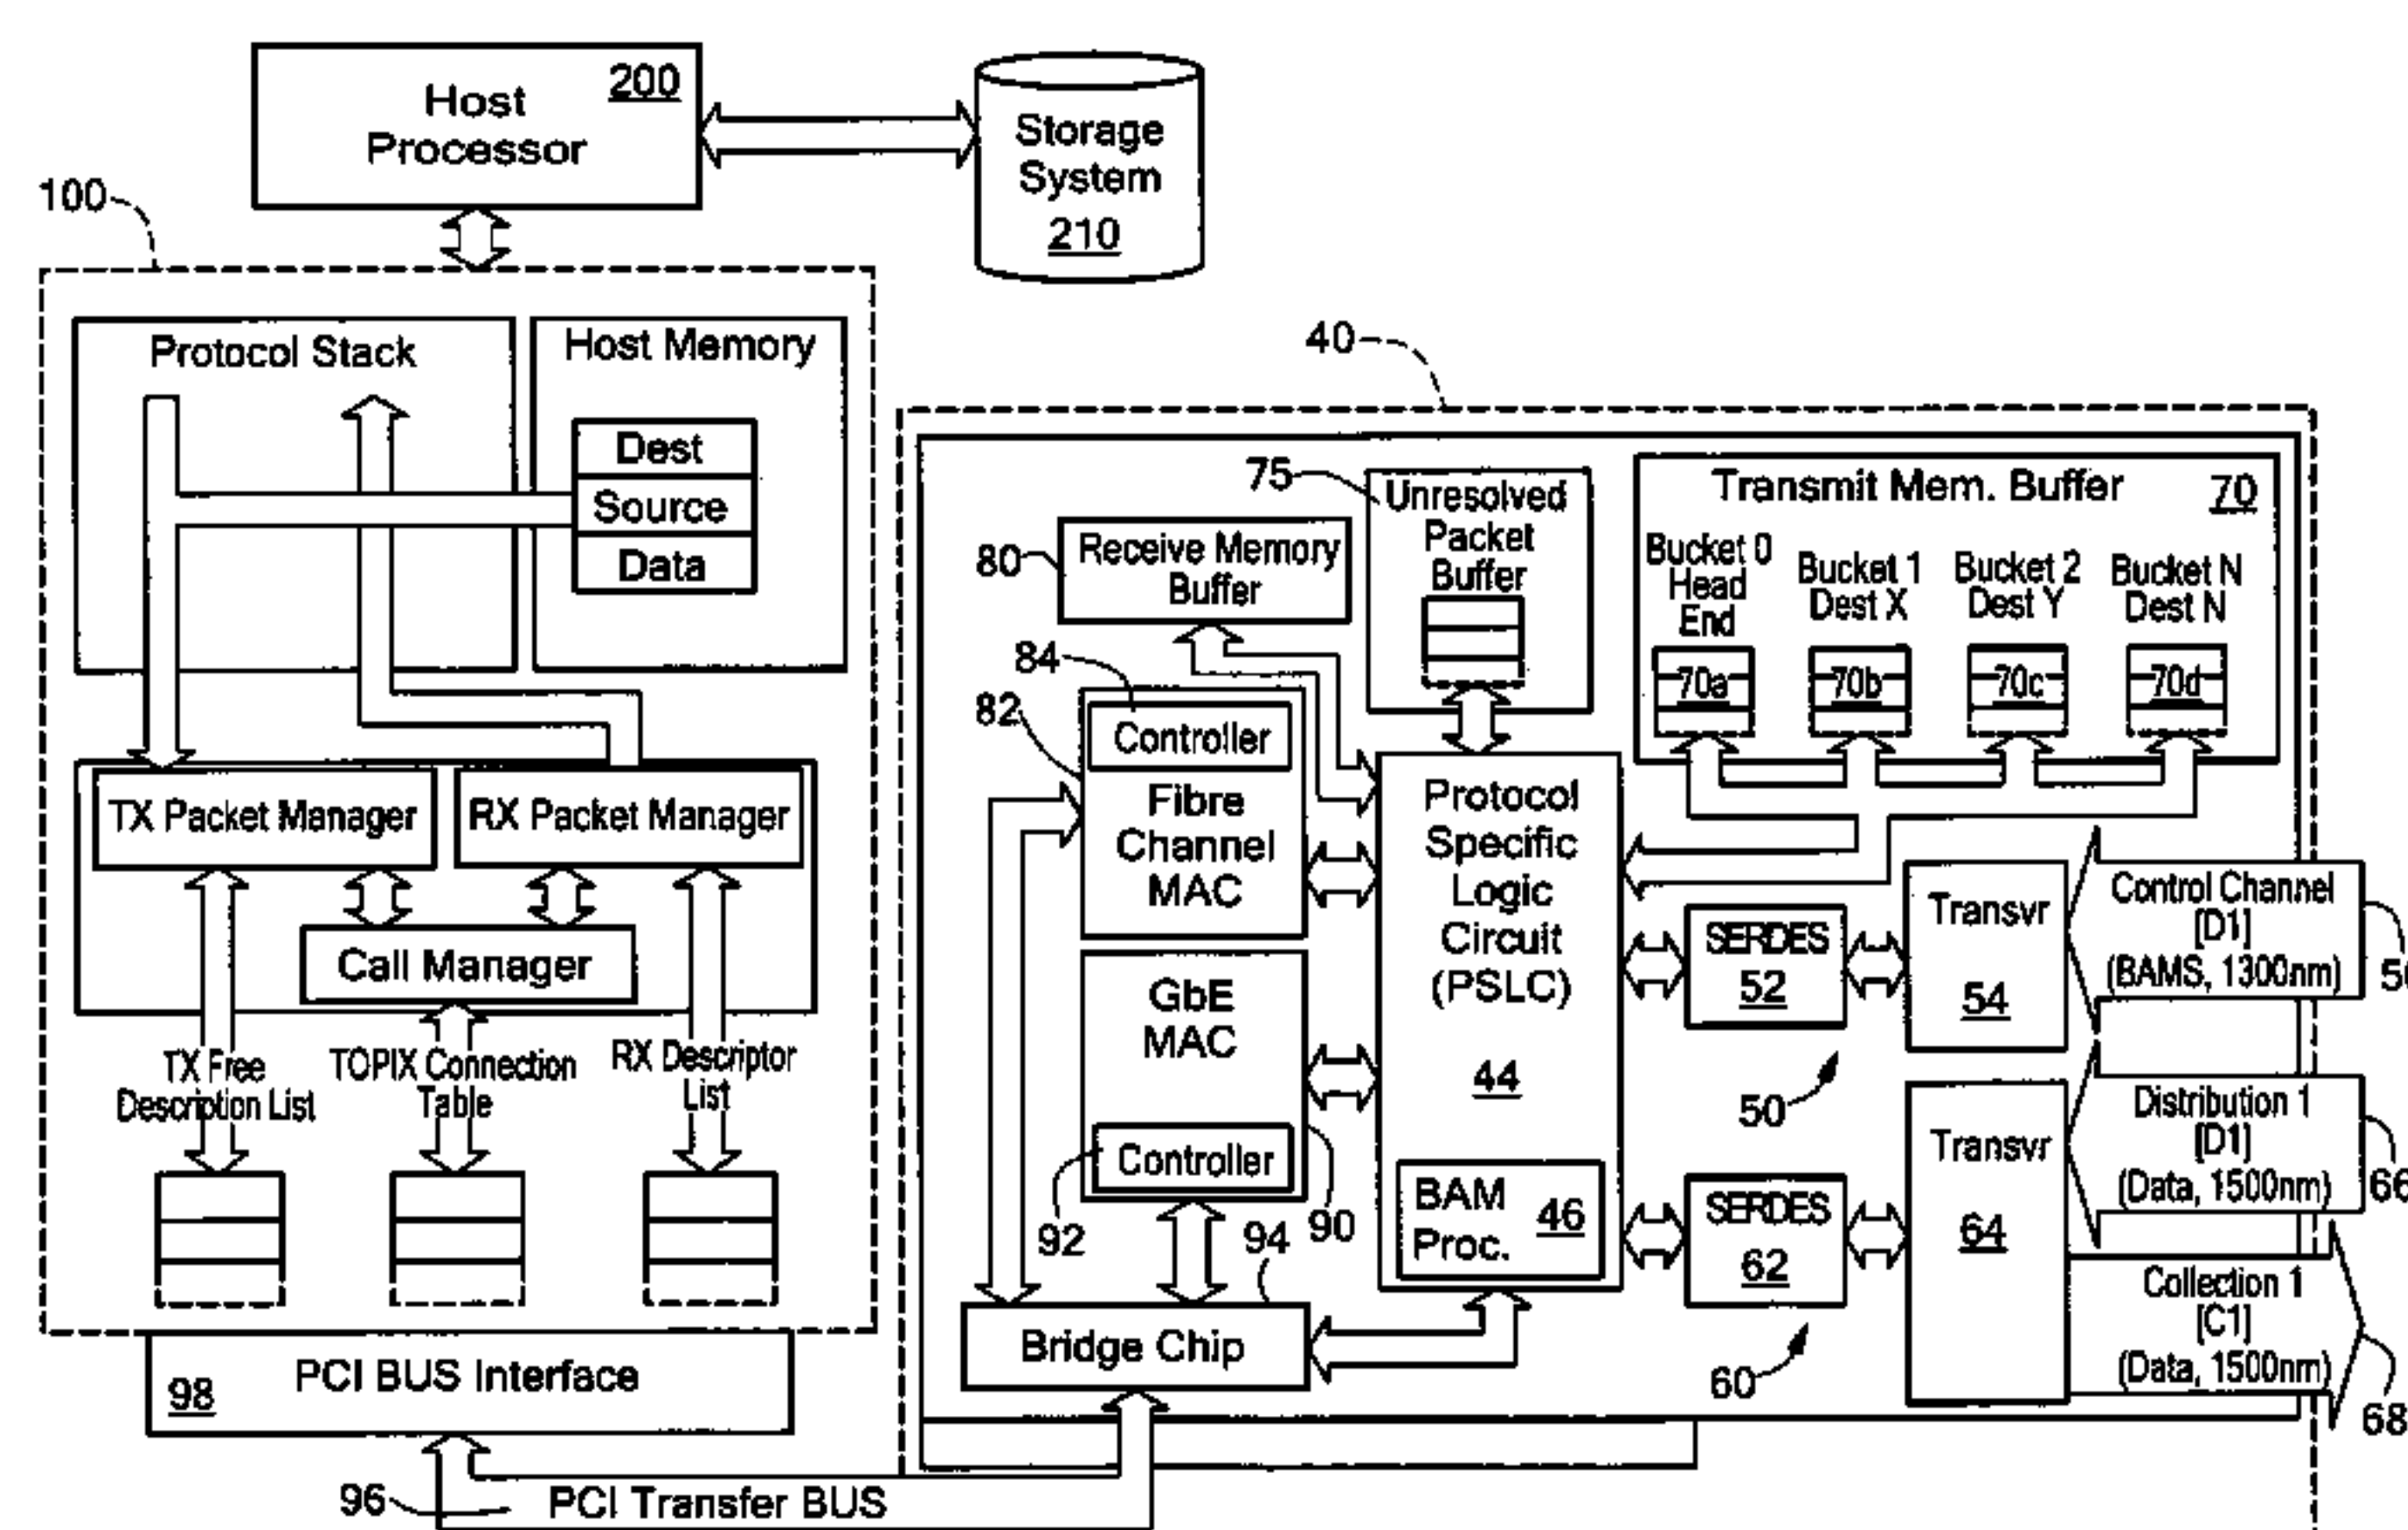 200
Host
Processor
Storage
System
210
100
Protocol Stack
Host Memory
Dest
Source
Data
TX Packet Manager
RX Packet Manager
Call Manager
TX Free
Description List
TOPIX Connection
Table
RX Descriptor
List
98
PCI BUS Interface
96
PCI Transfer BUS
40
75
Unresolved
Packet
Buffer
Transmit Mem. Buffer
70
Bucket 0
Head
End
Bucket 1
Dest X
Bucket 2
Dest Y
Bucket N
Dest N
70a
70b
70c
70d
80
Receive Memory
Buffer
84
82
Controller
Fibre
Channel
MAC
GbE
MAC
Controller
92
90
94
Bridge Chip
Protocol
Specific
Logic
Circuit
(PSLC)
44
BAM
Proc.
46
SERDES
52
Transvr
54
Control Channel
[D1]
(BAMS, 1300nm)
50
SERDES
62
60
Transvr
64
Distribution 1
[D1]
(Data, 1500nm)
66
Collection 1
[C1]
(Data, 1500nm)
68